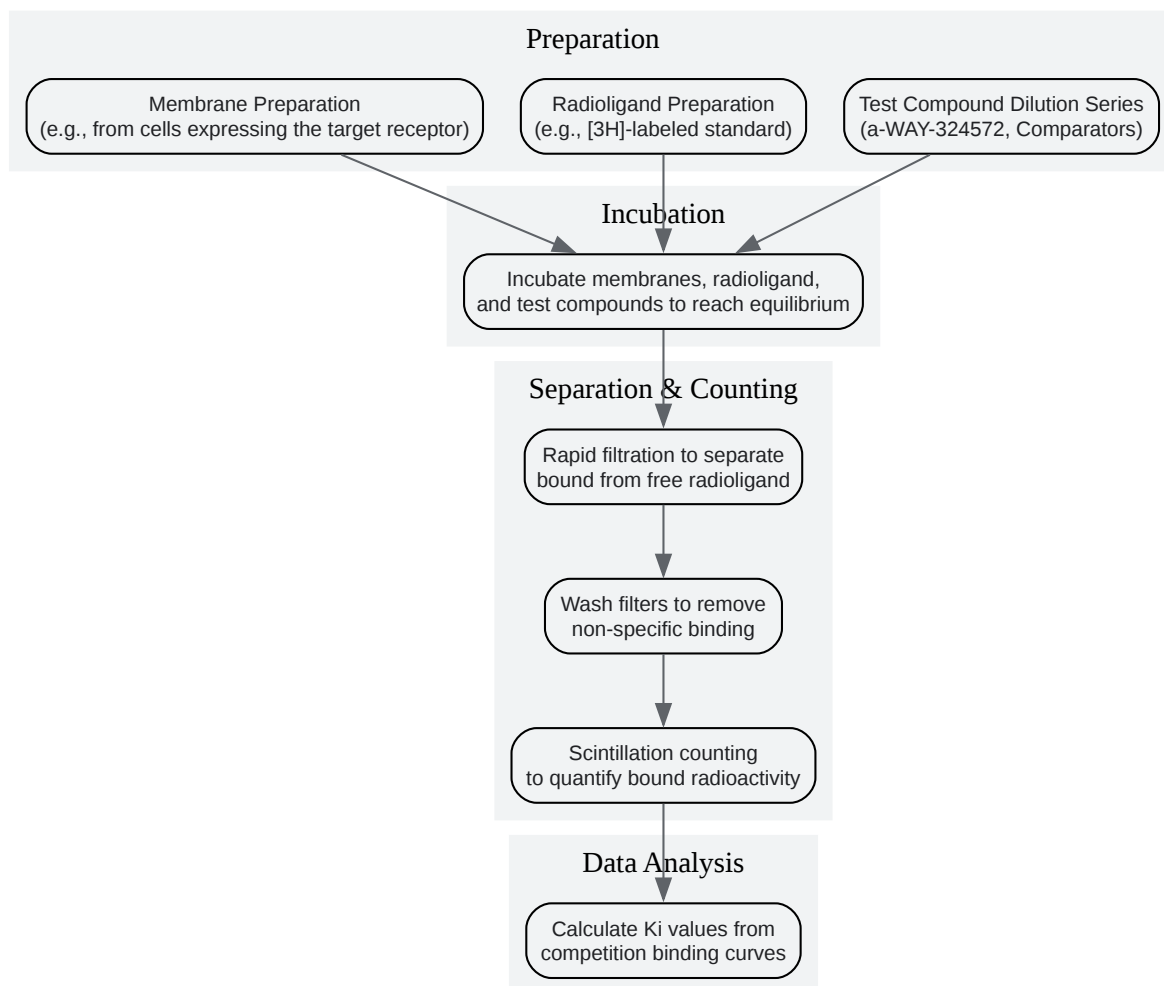 Preparation
Membrane Preparation
(e.g., from cells expressing the target receptor)
Radioligand Preparation
(e.g., [3H]-labeled standard)
Test Compound Dilution Series
(a-WAY-324572, Comparators)
Incubation
Incubate membranes, radioligand,
and test compounds to reach equilibrium
Separation & Counting
Rapid filtration to separate
bound from free radioligand
Wash filters to remove
non-specific binding
Scintillation counting
to quantify bound radioactivity
Data Analysis
Calculate Ki values from
competition binding curves